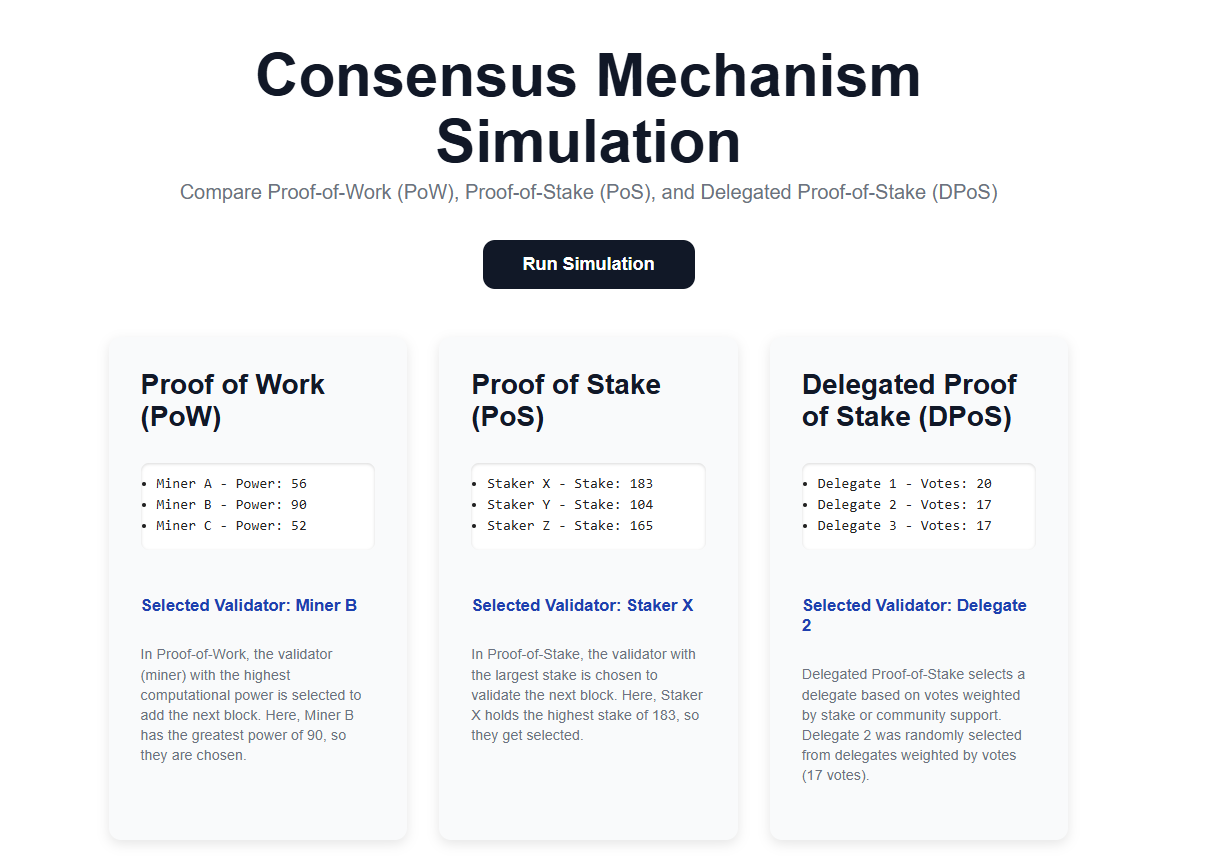 Consensus Mechanism
Simulation
Compare Proof-of-Work (PoW), Proof-of-Stake (PoS), and Delegated Proof-of-Stake (DPoS)
Run Simulation
Proof of Work
(PoW)
• Miner A - Power: 56
• Miner B - Power: 90
• Miner C - Power: 52
Selected Validator: Miner B
In Proof-of-Work, the validator
(miner) with the highest
computational power is selected to
add the next block. Here, Miner B
has the greatest power of 90, so
they are chosen.
Proof of Stake
(PoS)
• Staker X - Stake: 183
• Staker Y - Stake: 104
• Staker Z - Stake: 165
Selected Validator: Staker X
In Proof-of-Stake, the validator with
the largest stake is chosen to
validate the next block. Here, Staker
X holds the highest stake of 183, so
they get selected.
Delegated Proof
of Stake (DPoS)
• Delegate 1 - Votes: 20
• Delegate 2 - Votes: 17
• Delegate 3 - Votes: 17
Selected Validator: Delegate
2
Delegated Proof-of-Stake selects a
delegate based on votes weighted
by stake or community support.
Delegate 2 was randomly selected
from delegates weighted by votes
(17 votes).